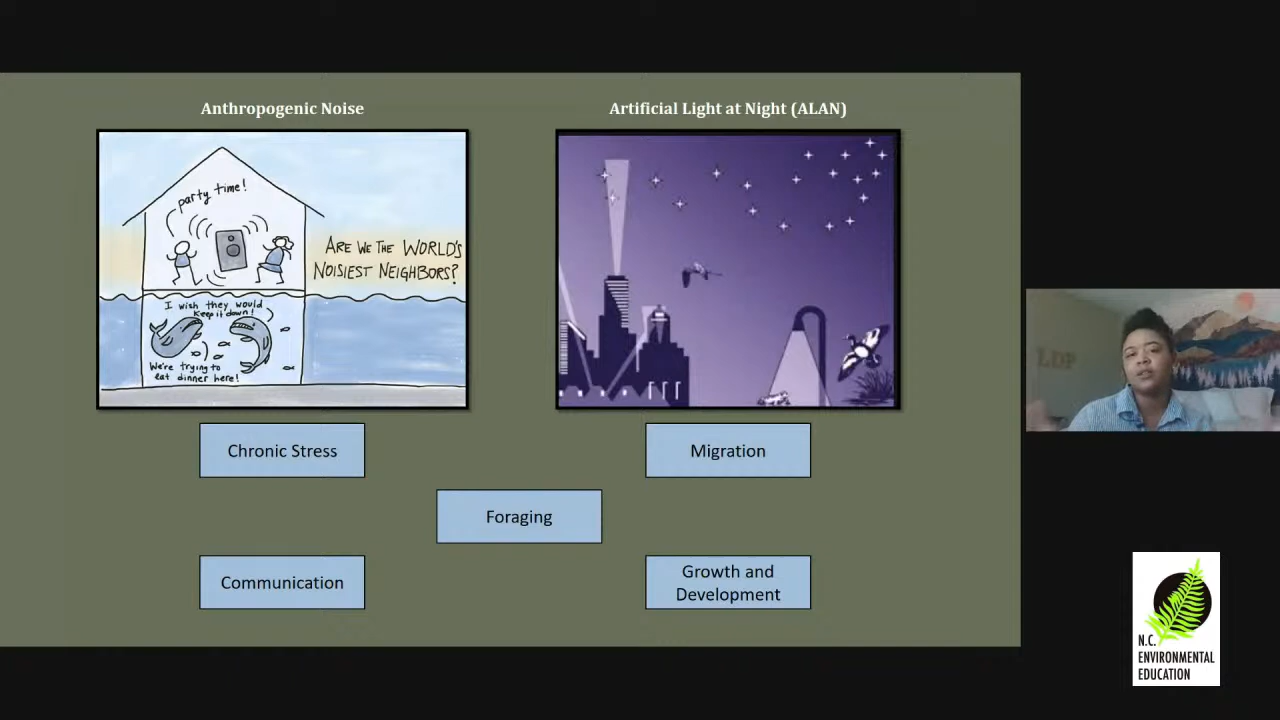 Anthropogenic Noise
Artificial Light at Night (ALAN)
party time!
ARE WE THE WORLD'S
NOISIEST NEIGHBORS?
I wish they would
keep it down!
We're trying to
eat dinner here!
Chronic Stress
Migration
Foraging
Communication
Growth and
Development
LDP
N.C.
ENVIRONMENTAL
EDUCATION